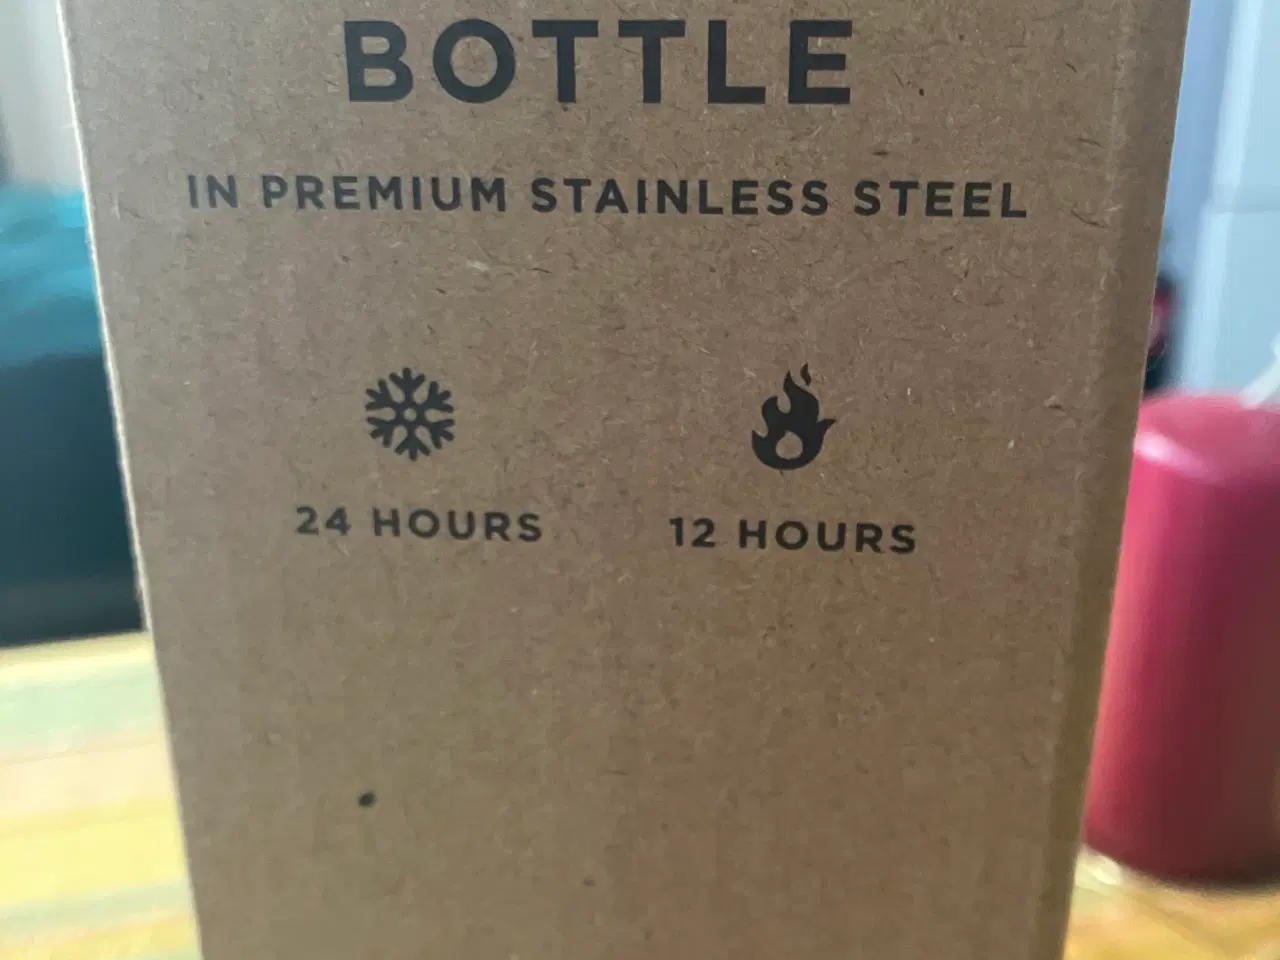 BOTTLE
IN PREMIUM STAINLESS STEEL
24 HOURS 12 HOURS